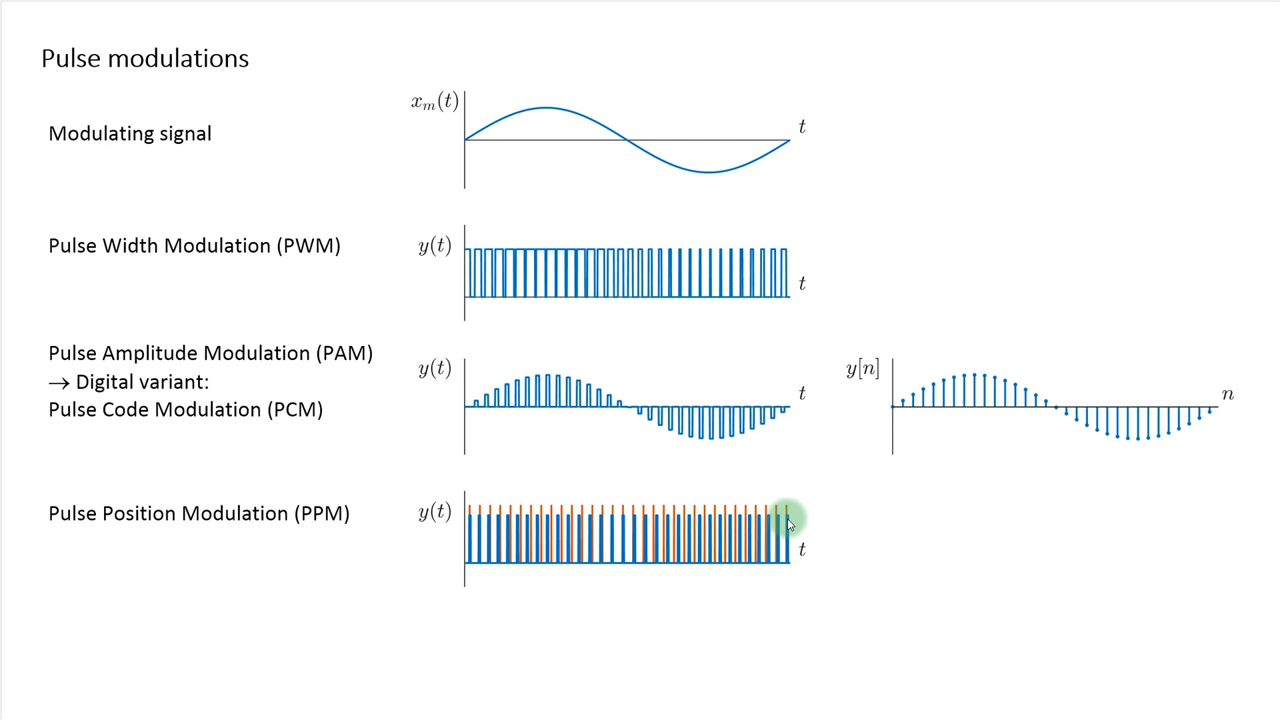 Pulse modulations
Modulating signal
x_m(t)
t
Pulse Width Modulation (PWM)
y(t)
t
Pulse Amplitude Modulation (PAM)
→ Digital variant:
Pulse Code Modulation (PCM)
y(t)
t
y[n]
n
Pulse Position Modulation (PPM)
y(t)
t